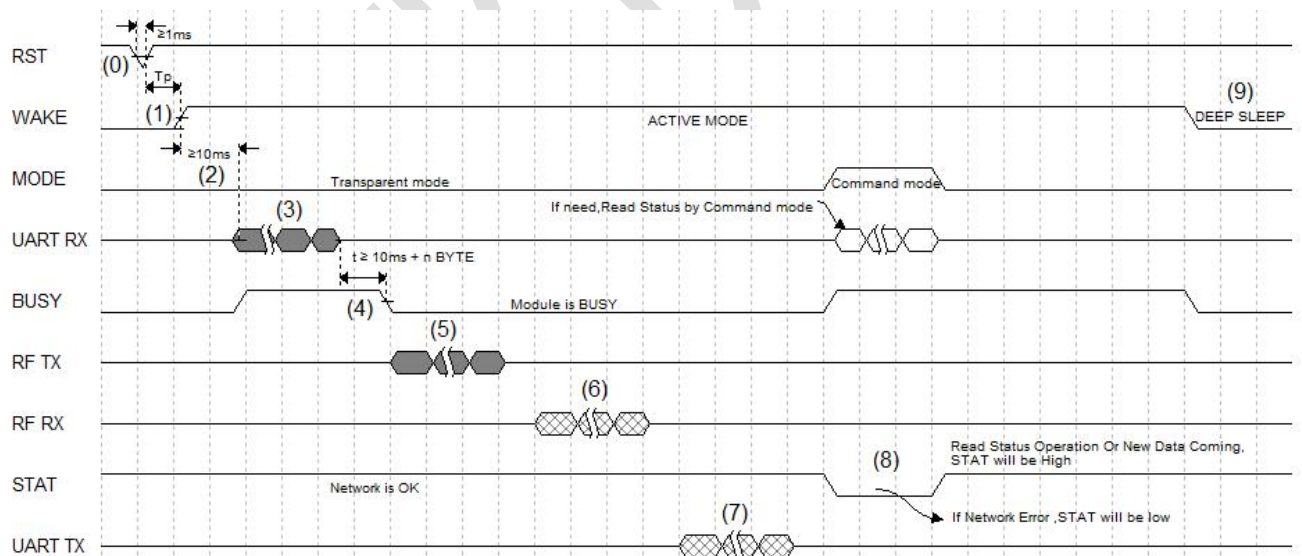 ≥1ms
RST
(0)
Tp
(9)
WAKE
(1)
ACTIVE MODE
DEEP SLEEP
≥10ms
(2)
MODE
Transparent mode
Command mode
(3)
If need,Read Status by Command mode
UART RX
t ≥ 10ms + n BYTE
BUSY
(4)
Module is BUSY
(5)
RF TX
(6)
RF RX
Read Status Operation Or New Data Coming,
STAT will be High
(8)
STAT
Network is OK
If Network Error ,STAT will be low
(7)
UART TX